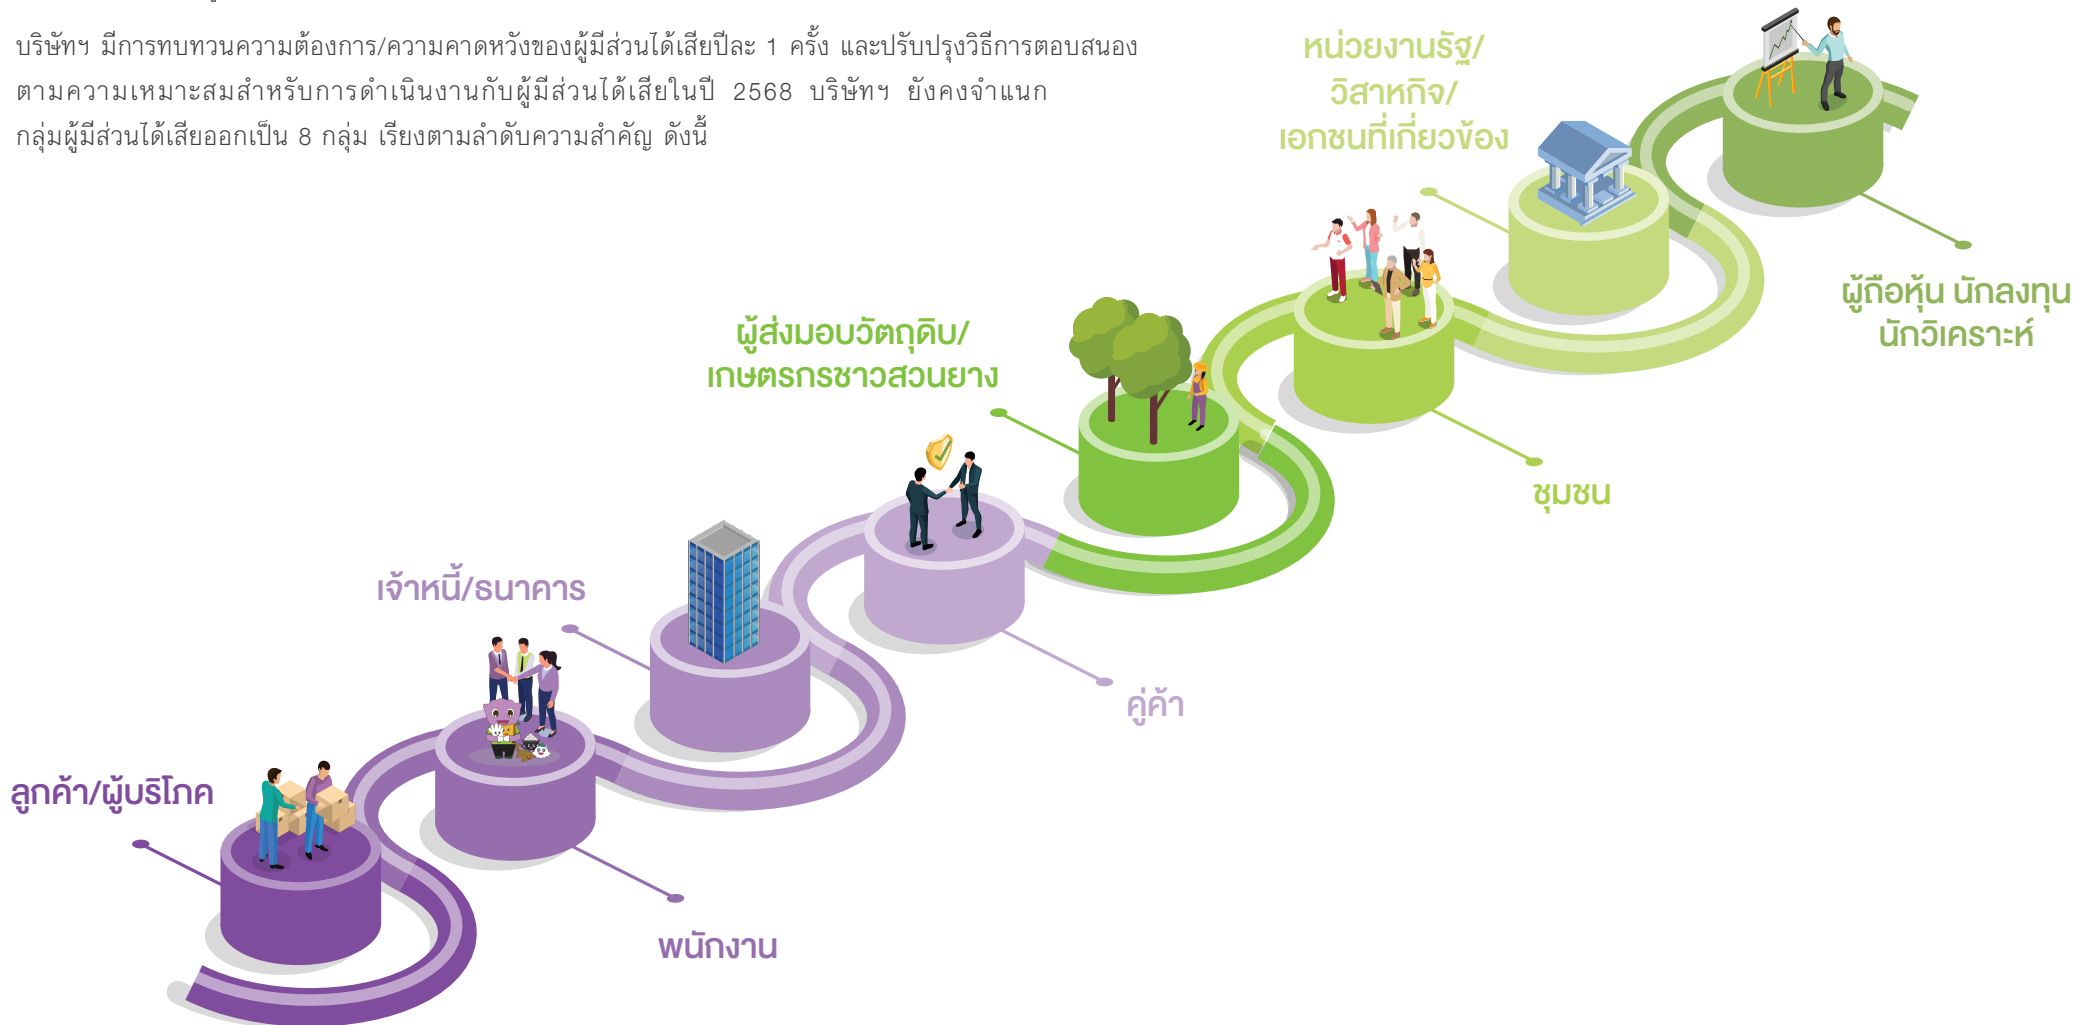 บริษัทฯ มีการทบทวนความต้องการ/ความคาดหวังของผู้มีส่วนได้เสียปีละ 1 ครั้ง และปรับปรุงวิธีการตอบสนอง
ตามความเหมาะสมสำหรับการดำเนินงานกับผู้มีส่วนได้เสียในปี 2568 บริษัทฯ ยังคงจำแนก
กลุ่มผู้มีส่วนได้เสียออกเป็น 8 กลุ่ม เรียงตามลำดับความสำคัญ ดังนี้
หน่วยงานรัฐ/
วิสาหกิจ/
เอกชนที่เกี่ยวข้อง
ผู้ถือหุ้น นักลงทุน
นักวิเคราะห์
ผู้ส่งมอบวัตถุดิบ/
เกษตรกรชาวสวนยาง
ชุมชน
เจ้าหนี้/ธนาคาร
คู่ค้า
ลูกค้า/ผู้บริโภค
พนักงาน